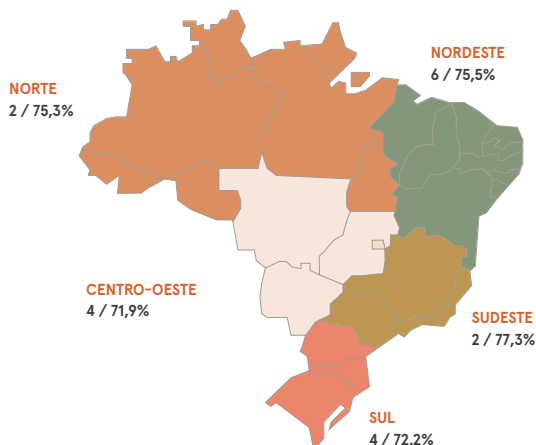 NORDESTE
6 / 75,5%
NORTE
2 / 75,3%
CENTRO-OESTE
4 / 71,9%
SUDESTE
2 / 77,3%
SUL
4 / 72.2%